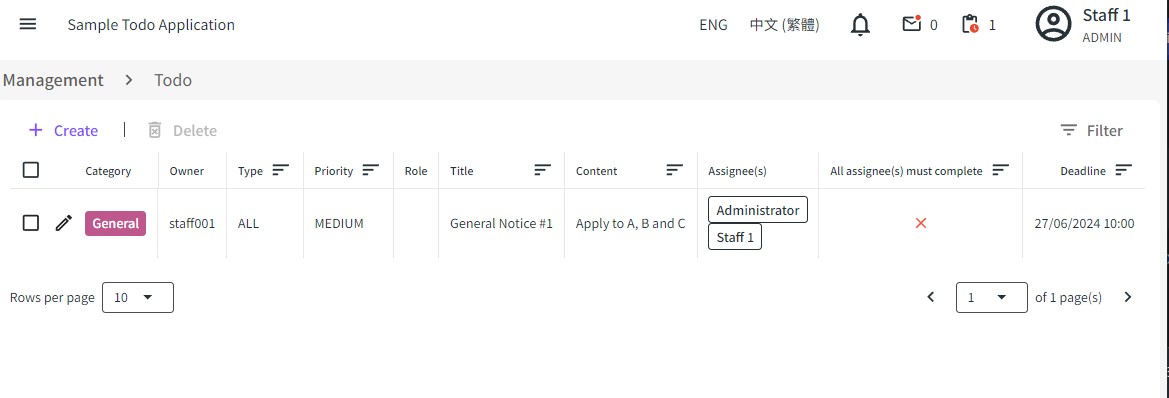 Sample Todo Application ENG 中文 (繁體) 0 1 Staff 1
ADMIN
Management Todo
Create Delete Filter
Category Owner Type Priority Role Title Content Assignee(s) All assignee(s) must complete Deadline
General staff001 ALL MEDIUM General Notice #1 Apply to A, B and C Administrator 27/06/2024 10:00
Staff 1
Rows per page 10 1 of 1 page(s)